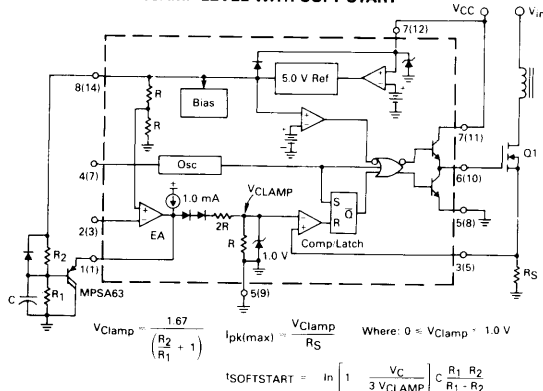 CLAMP LEVEL WITH SOFT START
VCC
Vin
7(12)
8(14)
5.0 V Ref
Bias
R
R
7(11)
Q1
6(10)
4(7)
Osc
1.0 mA
VCLAMP
S
R
Q̅
5(8)
2(3)
EA
2R
R
1.0 V
Comp/Latch
3(5)
R2
1(1)
C
R1
MPSA63
5(9)
RS
VClamp = 1.67 / (R2/R1 + 1)
Ipk(max) = VClamp / RS
Where: 0 ≤ VClamp · 1.0 V
tSOFTSTART = ln [1 VC / 3 VCLAMP] C R1 R2 / R1 - R2